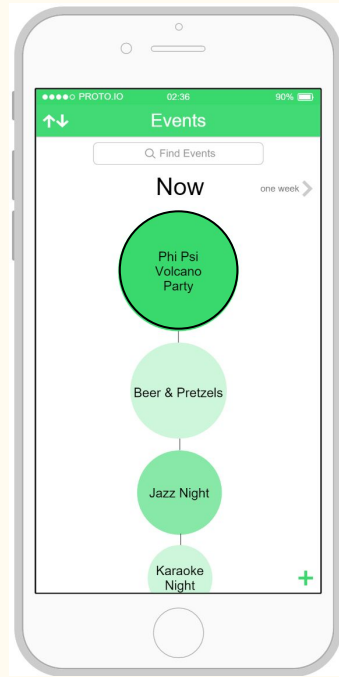 PROTO.IO 02:36 90%
Events
Find Events
Now
one week
Phi Psi
Volcano
Party
Beer & Pretzels
Jazz Night
Karaoke
Night
+